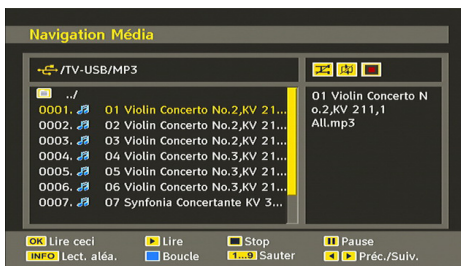 Navigation Média
/TV-USB/MP3
../
0001. 01 Violin Concerto No.2,KV 21...
0002. 02 Violin Concerto No.2,KV 21...
0003. 03 Violin Concerto No.2,KV 21...
0004. 04 Violin Concerto No.3,KV 21...
0005. 05 Violin Concerto No.3,KV 21...
0006. 06 Violin Concerto No.3,KV 21...
0007. 07 Synfonia Concertante KV 3...
01 Violin Concerto N
o.2,KV 211,1
All.mp3
OK Lire ceci Lire Stop Pause
INFO Lect. aléa. Boucle 1...9 Sauter Préc./Suiv.